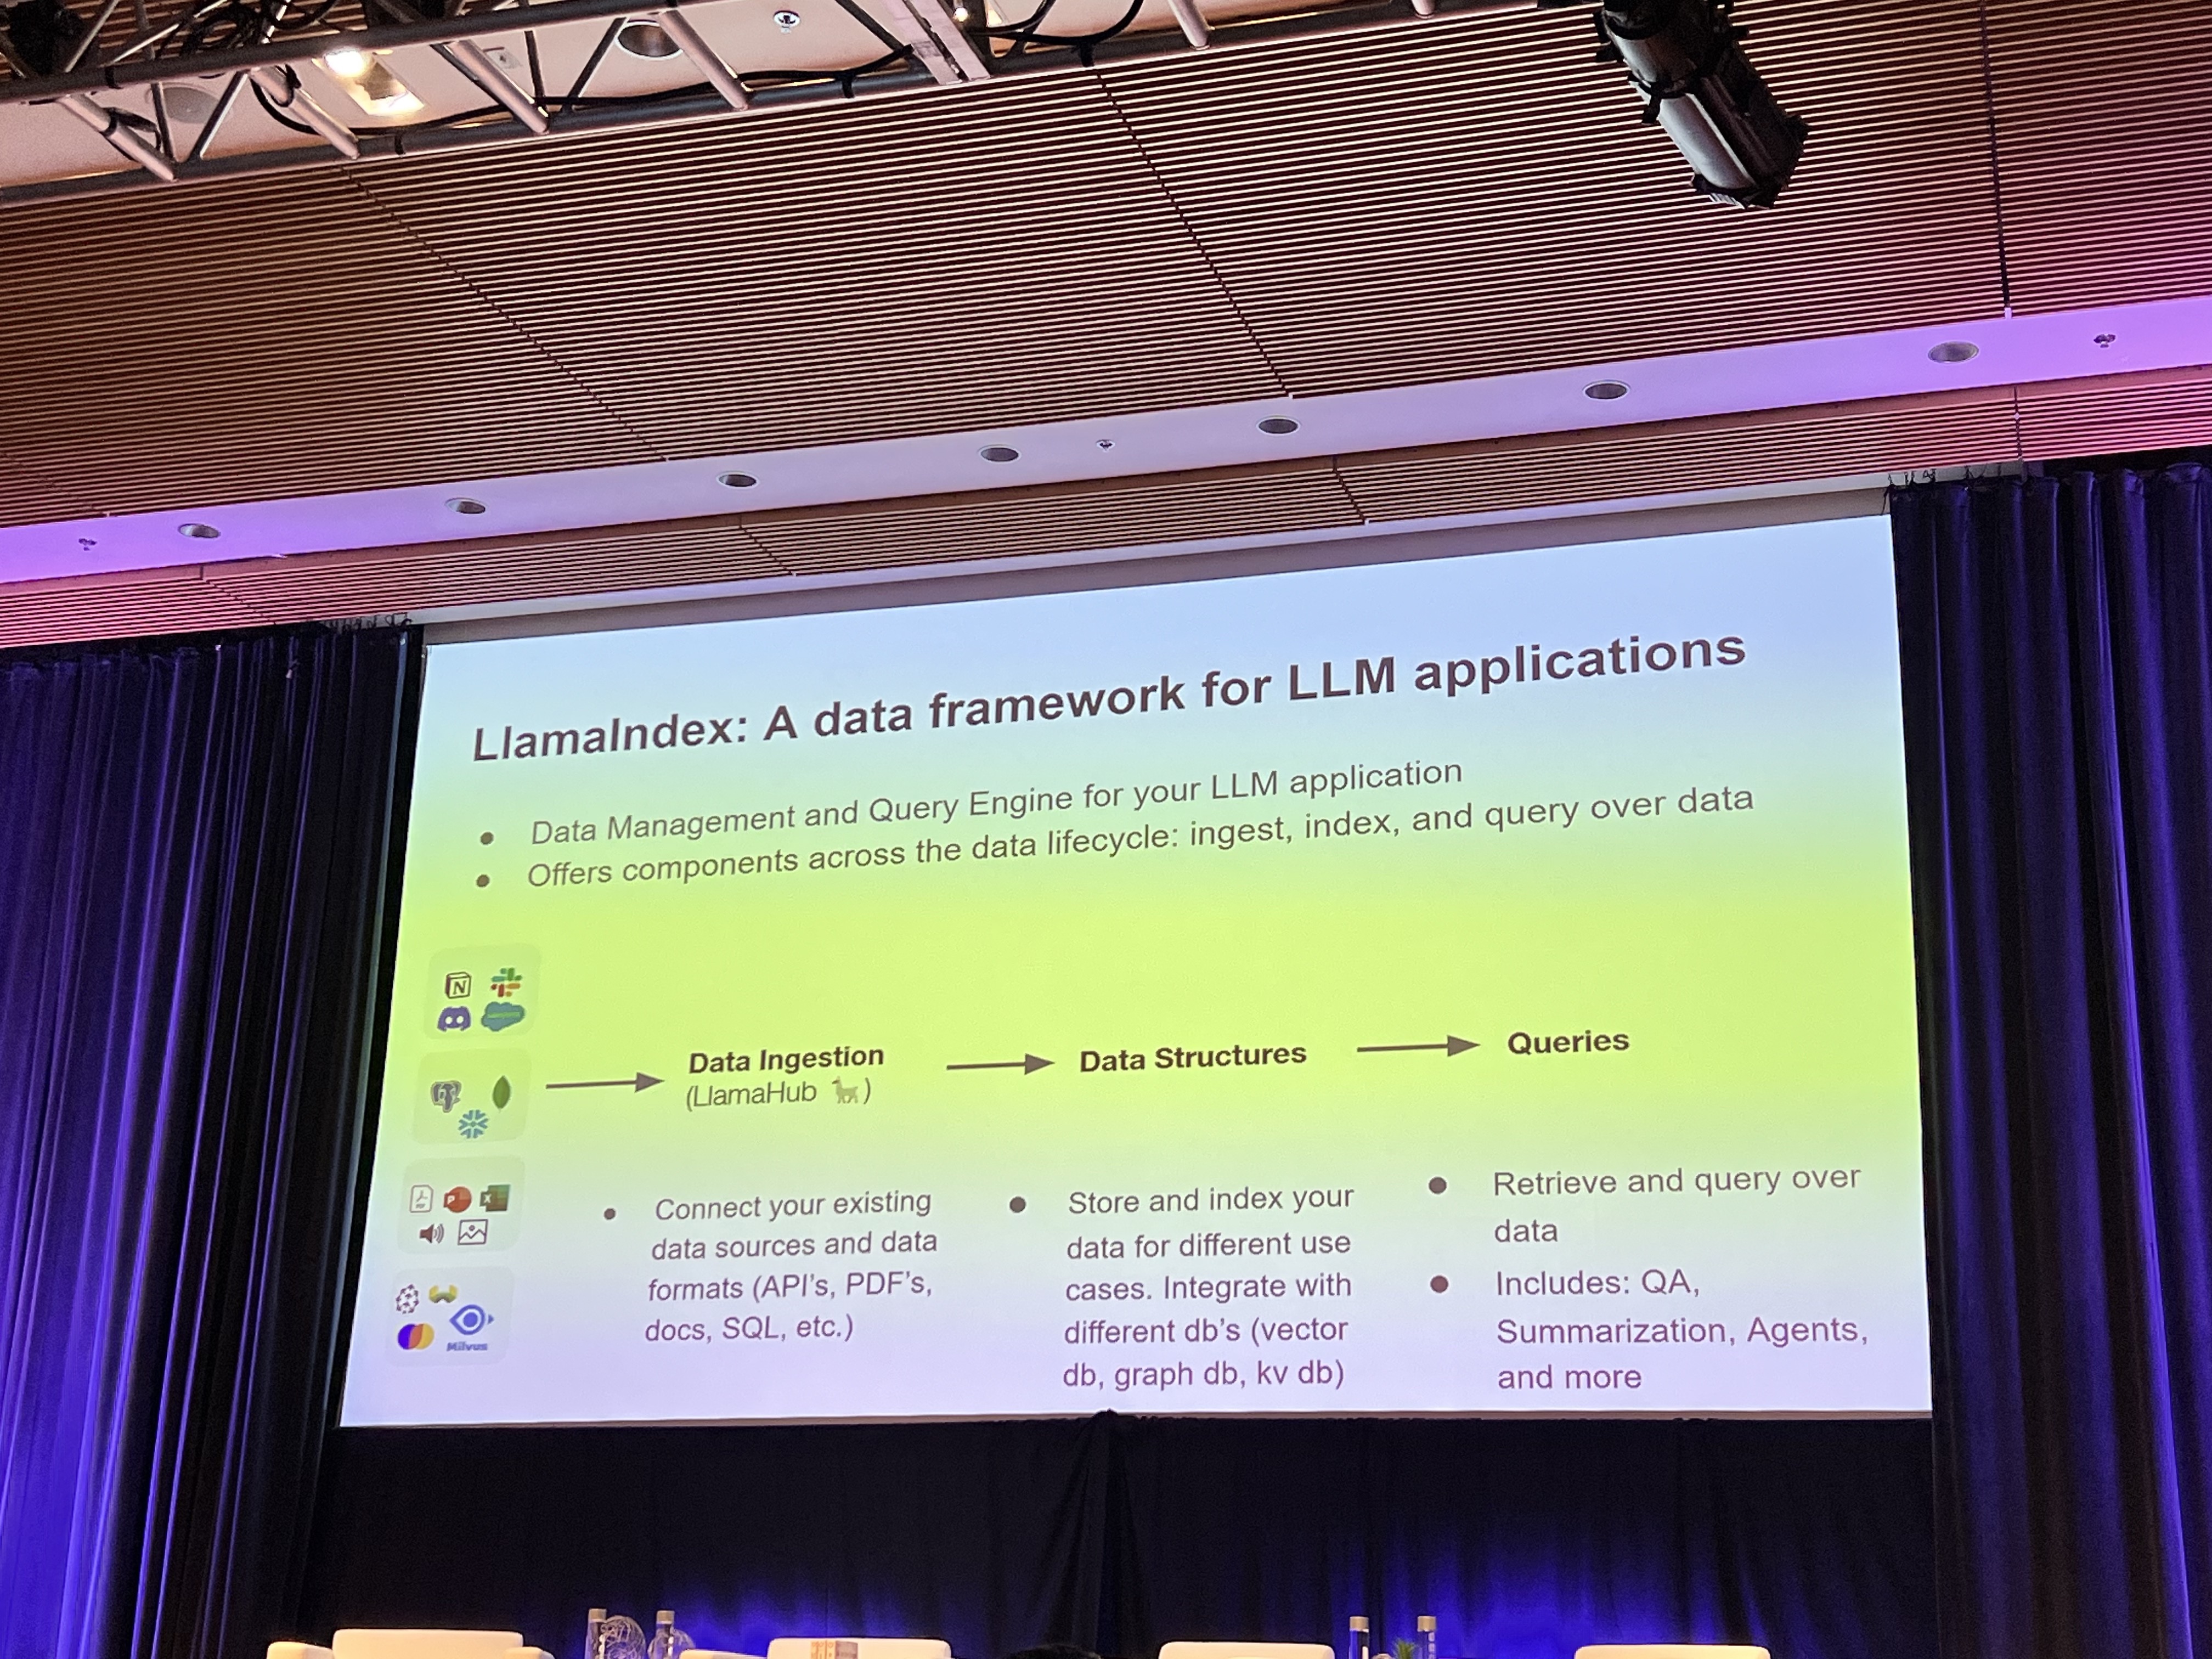 LlamaIndex: A data framework for LLM applications
● Data Management and Query Engine for your LLM application
● Offers components across the data lifecycle: ingest, index, and query over data
Data Ingestion
(LlamaHub 🦙)
Data Structures
Queries
● Connect your existing
data sources and data
formats (API's, PDF's,
docs, SQL, etc.)
● Store and index your
data for different use
cases. Integrate with
different db's (vector
db, graph db, kv db)
● Retrieve and query over
data
● Includes: QA,
Summarization, Agents,
and more
N
P
X
Milvus